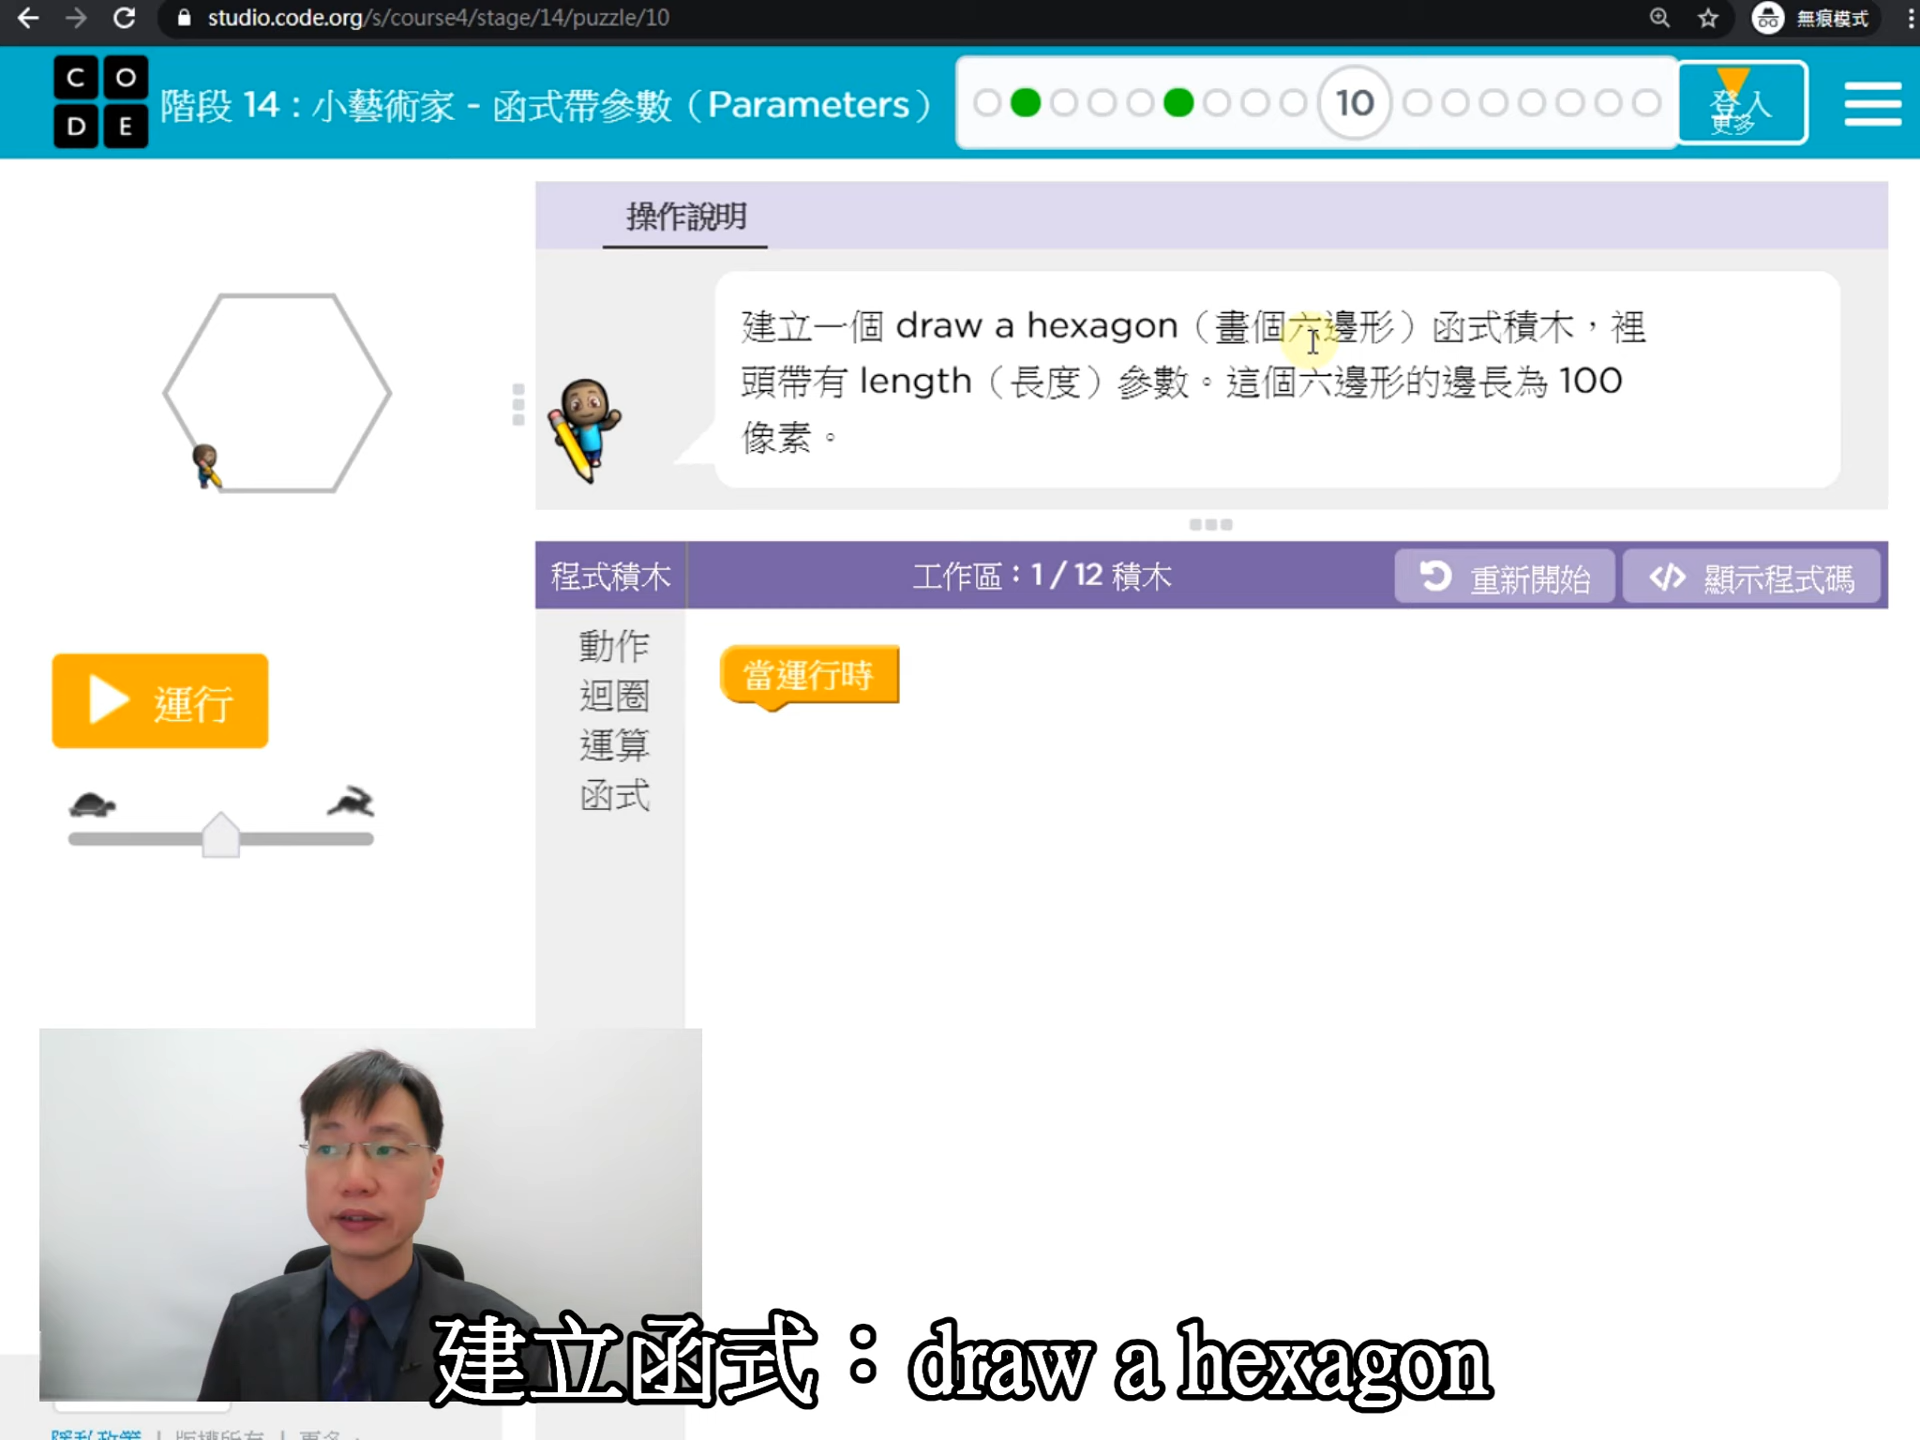 studio.code.org/s/course4/stage/14/puzzle/10
無痕模式
C O
D E
階段 14：小藝術家 - 函式帶參數（Parameters）
10
登入
更多
操作說明
建立一個 draw a hexagon（畫個六邊形）函式積木，裡
頭帶有 length（長度）參數。這個六邊形的邊長為 100
像素。
程式積木
工作區：1 / 12 積木
重新開始
顯示程式碼
動作
迴圈
運算
函式
當運行時
運行
建立函式：draw a hexagon